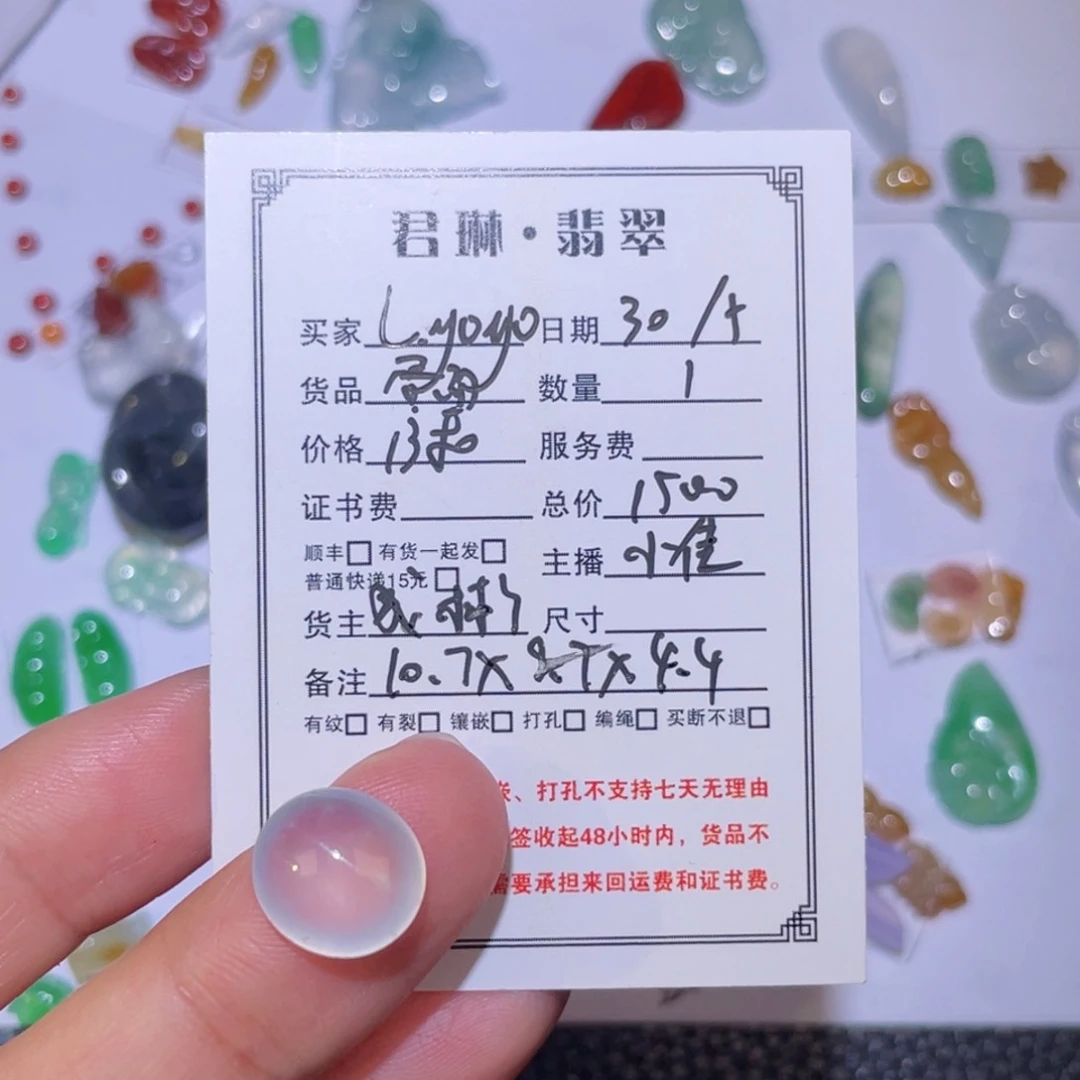 君琳·翡翠
买家 L.yoyo 日期 30/5
货品 数量 1
价格 服务费
证书费 总价 1500
顺丰□ 有货一起发□
普通快递15元□
主播 小佳
货主 尺寸
备注 10.7X X4.4
有纹□ 有裂□ 镶嵌□ 打孔□ 编绳□ 买断不退□
、打孔不支持七天无理由
签收起48小时内，货品不
需要承担来回运费和证书费。